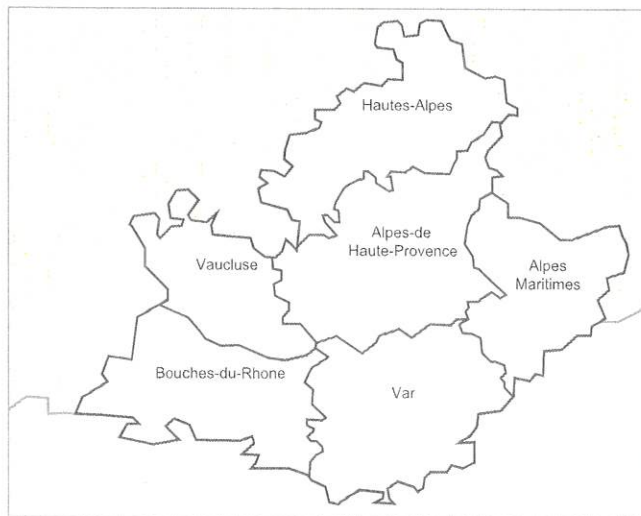 Hautes-Alpes
Alpes-de
Haute-Provence
Vaucluse
Alpes
Maritimes
Bouches-du-Rhone
Var